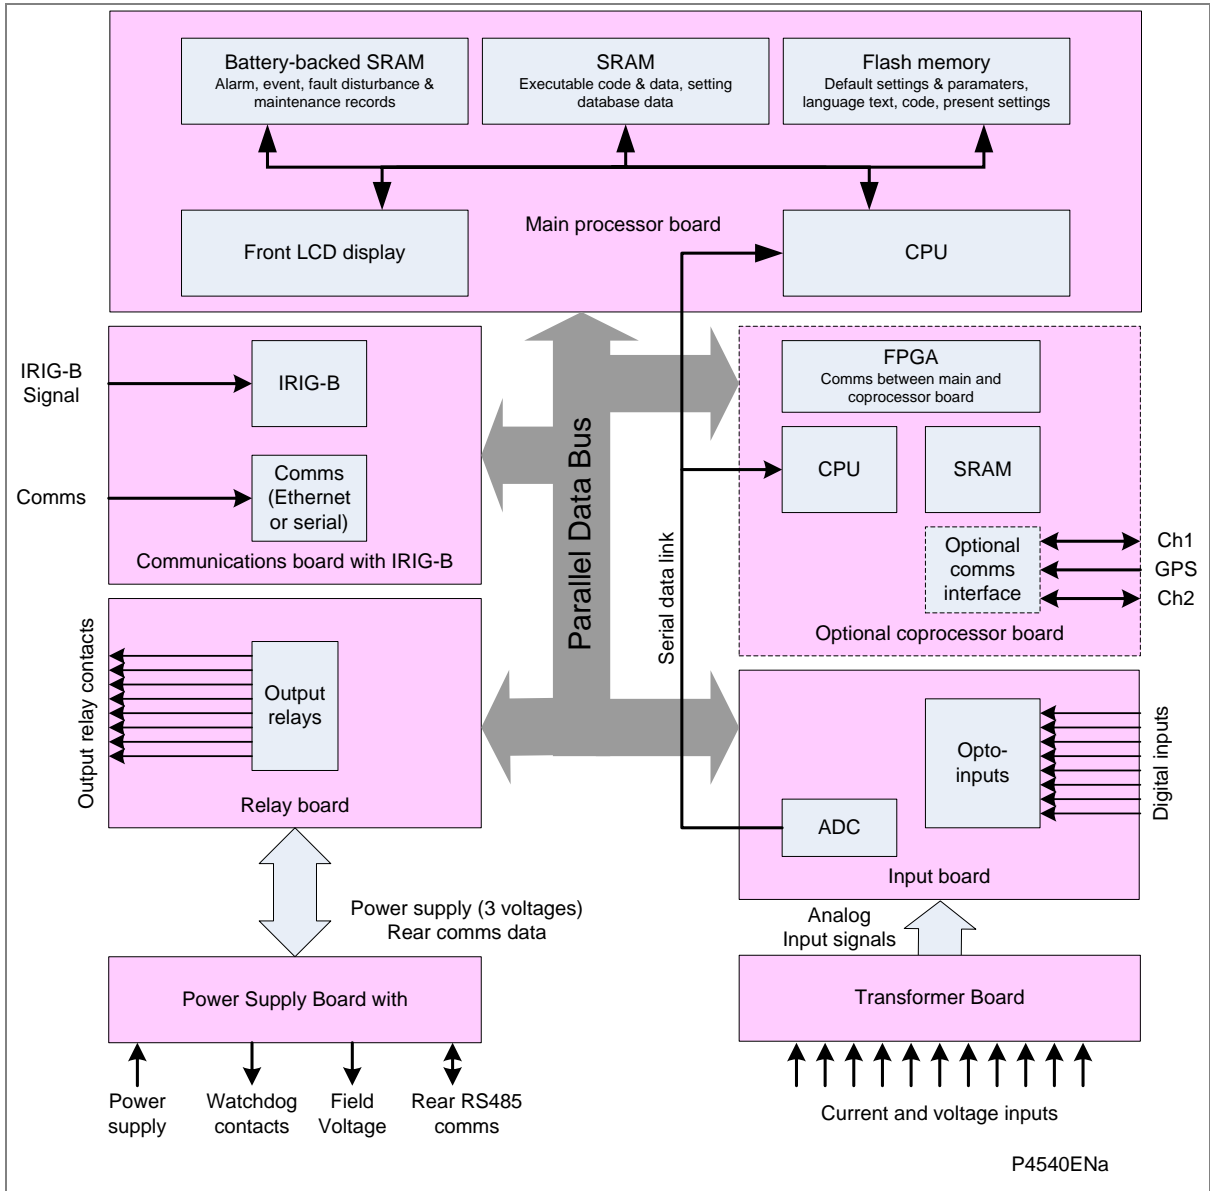 Battery-backed SRAM
Alarm, event, fault disturbance &
maintenance records
SRAM
Executable code & data, setting
database data
Flash memory
Default settings & paramaters,
language text, code, present settings
Front LCD display
Main processor board
CPU
IRIG-B
Signal
IRIG-B
Comms
Comms
(Ethernet
or serial)
Communications board with IRIG-B
Parallel Data Bus
Serial data link
FPGA
Comms between main and
coprocessor board
CPU
SRAM
Optional
comms
interface
Ch1
GPS
Ch2
Optional coprocessor board
Output relay contacts
Output
relays
Relay board
Opto-
inputs
Digital inputs
ADC
Input board
Power supply (3 voltages)
Rear comms data
Analog
Input signals
Power Supply Board with
Transformer Board
Power
supply
Watchdog
contacts
Field
Voltage
Rear RS485
comms
Current and voltage inputs
P4540ENa